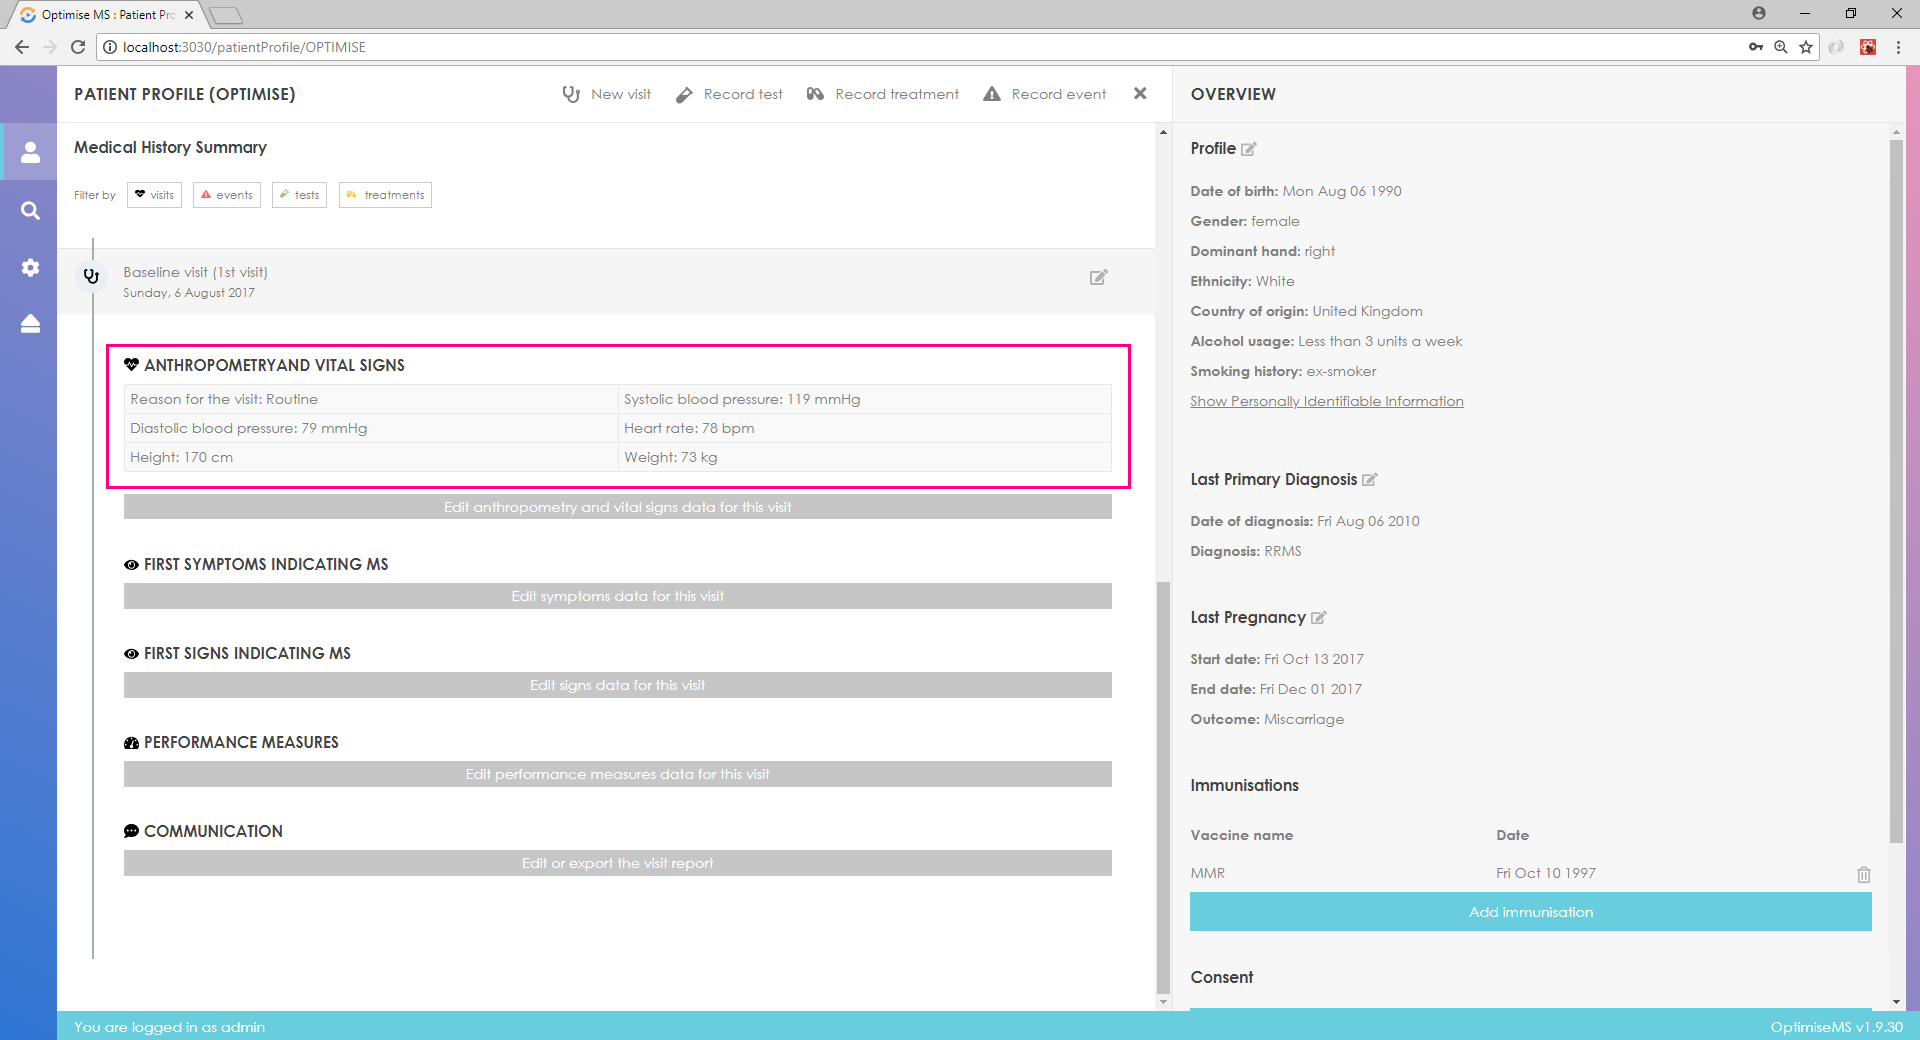 Optimise MS : Patient Pro
localhost:3030/patientProfile/OPTIMISE
PATIENT PROFILE (OPTIMISE)
New visit
Record test
Record treatment
Record event
Medical History Summary
Filter by
visits
events
tests
treatments
Baseline visit (1st visit)
Sunday, 6 August 2017
ANTHROPOMETRYAND VITAL SIGNS
Reason for the visit: Routine
Systolic blood pressure: 119 mmHg
Diastolic blood pressure: 79 mmHg
Heart rate: 78 bpm
Height: 170 cm
Weight: 73 kg
Edit anthropometry and vital signs data for this visit
FIRST SYMPTOMS INDICATING MS
Edit symptoms data for this visit
FIRST SIGNS INDICATING MS
Edit signs data for this visit
PERFORMANCE MEASURES
Edit performance measures data for this visit
COMMUNICATION
Edit or export the visit report
OVERVIEW
Profile
Date of birth: Mon Aug 06 1990
Gender: female
Dominant hand: right
Ethnicity: White
Country of origin: United Kingdom
Alcohol usage: Less than 3 units a week
Smoking history: ex-smoker
Show Personally Identifiable Information
Last Primary Diagnosis
Date of diagnosis: Fri Aug 06 2010
Diagnosis: RRMS
Last Pregnancy
Start date: Fri Oct 13 2017
End date: Fri Dec 01 2017
Outcome: Miscarriage
Immunisations
Vaccine name
Date
MMR
Fri Oct 10 1997
Add immunisation
Consent
You are logged in as admin
OptimiseMS v1.9.30